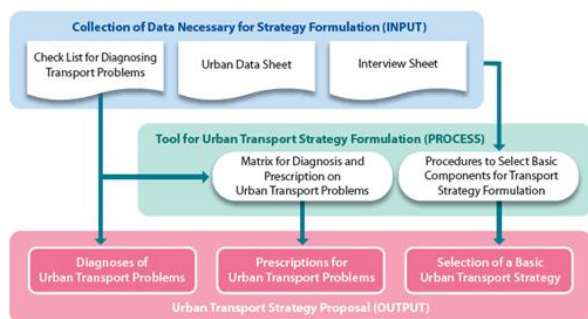 Collection of Data Necessary for Strategy Formulation (INPUT)
Check List for Diagnosing
Transport Problems
Urban Data Sheet
Interview Sheet
Tool for Urban Transport Strategy Formulation (PROCESS)
Matrix for Diagnosis and
Prescription on
Urban Transport Problems
Procedures to Select Basic
Components for Transport
Strategy Formulation
Diagnoses of
Urban Transport Problems
Prescriptions for
Urban Transport Problems
Selection of a Basic
Urban Transport Strategy
Urban Transport Strategy Proposal (OUTPUT)